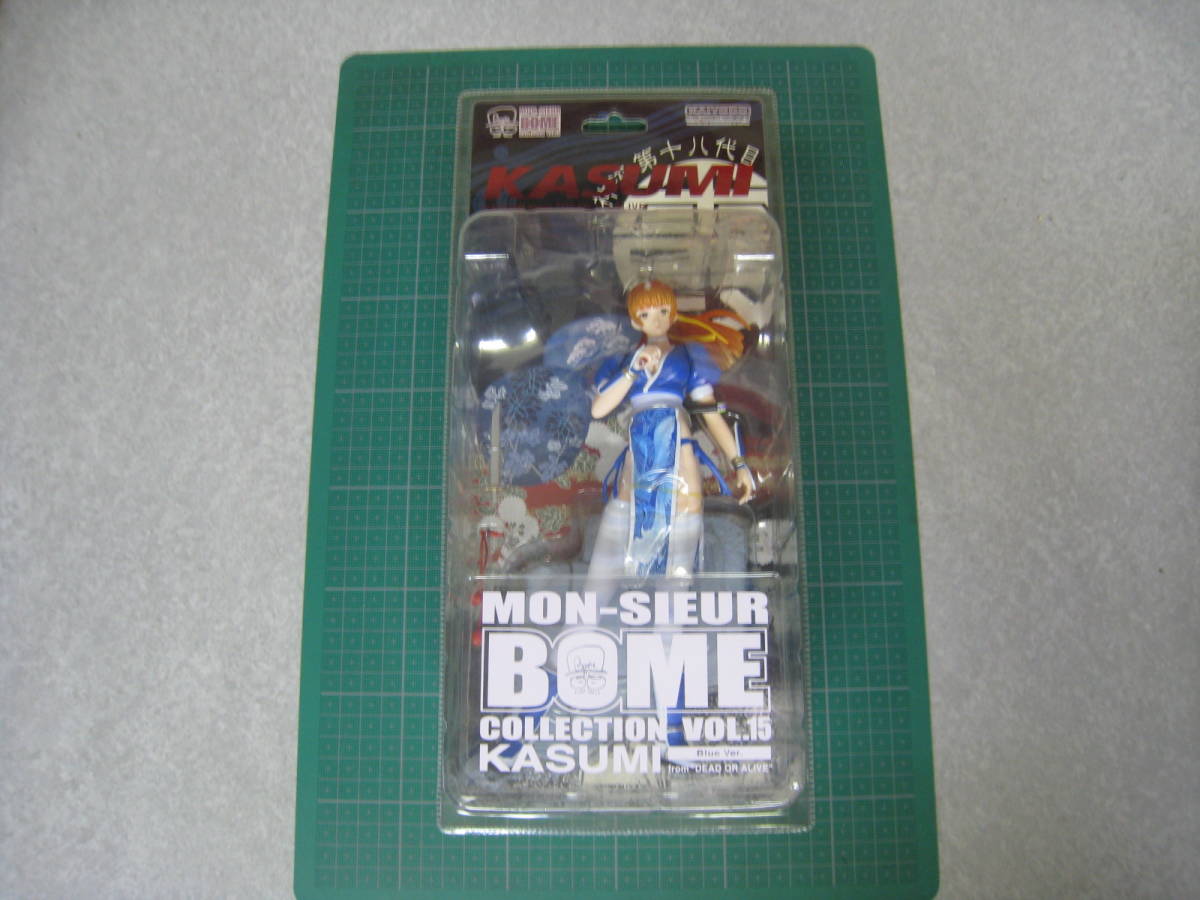 BOME
KAIYODO
第十八代目
KASUMI
MON-SIEUR
BOME
COLLECTION VOL.15
KASUMI
Blue Ver.
from "DEAD OR ALIVE"